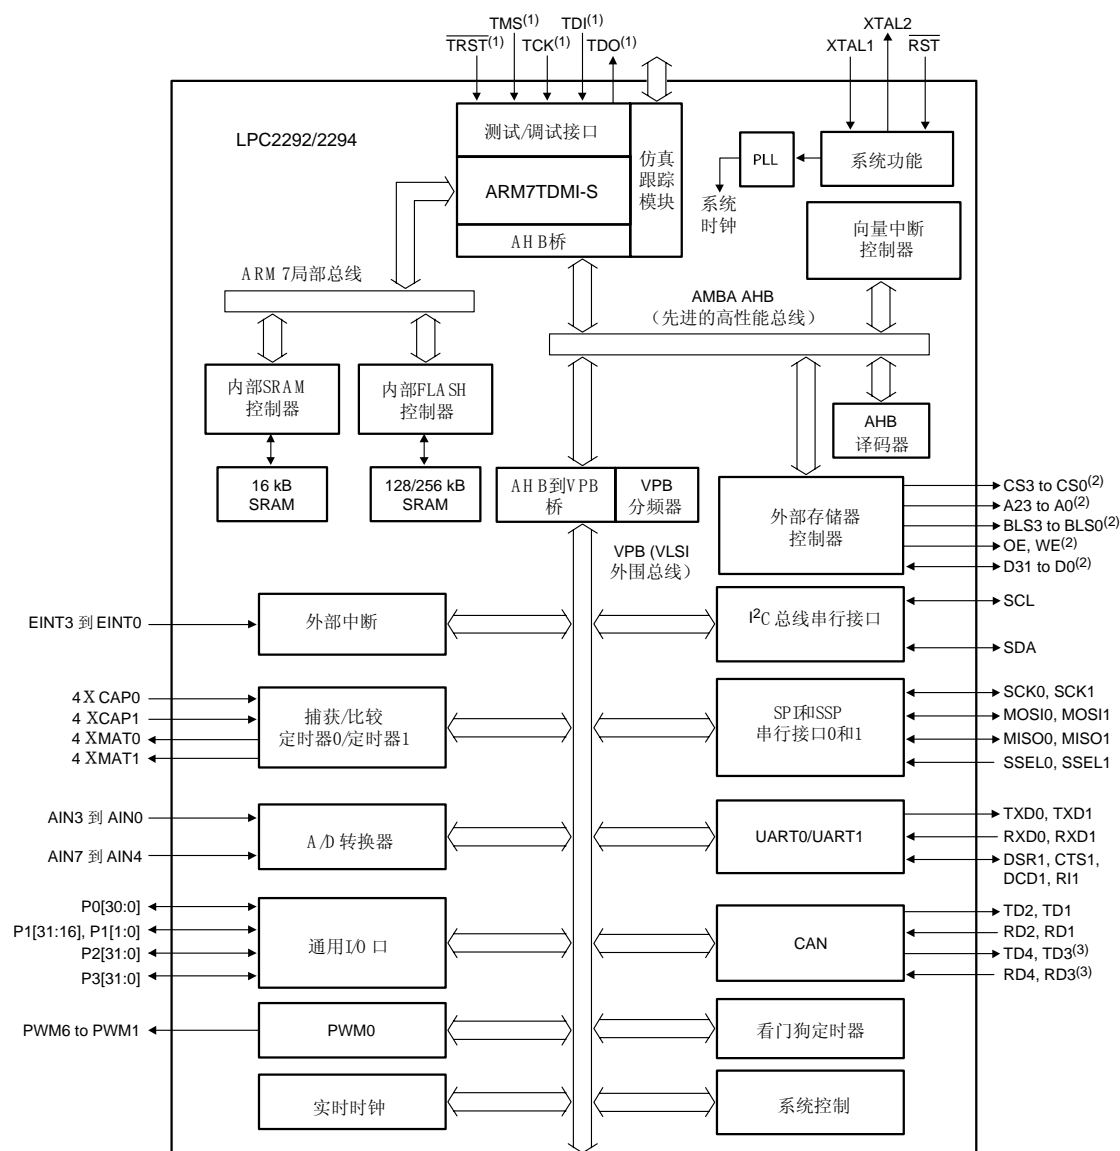 TMS(1) TDI(1) XTAL2
TRST(1) TCK(1) TDO(1) XTAL1 RST
LPC2292/2294
测试/调试接口
ARM7TDMI-S
AHB桥
仿真
跟踪
模块
PLL
系统功能
系统
时钟
向量中断
控制器
ARM 7局部总线
AMBA AHB
（先进的高性能总线）
内部SRAM
控制器
内部FLASH
控制器
AHB
译码器
16 kB
SRAM
128/256 kB
SRAM
AHB到VPB
桥
VPB
分频器
外部存储器
控制器
CS3 to CS0(2)
A23 to A0(2)
BLS3 to BLS0(2)
OE, WE(2)
D31 to D0(2)
VPB (VLSI
外围总线）
EINT3 到 EINT0
外部中断
I2C 总线串行接口
SCL
SDA
4 X CAP0
4 XCAP1
4 XMAT0
4 XMAT1
捕获/比较
定时器0/定时器1
SPI和SSP
串行接口0和1
SCK0, SCK1
MOSI0, MOSI1
MISO0, MISO1
SSEL0, SSEL1
AIN3 到 AIN0
AIN7 到 AIN4
A/D 转换器
UART0/UART1
TXD0, TXD1
RXD0, RXD1
DSR1, CTS1,
DCD1, RI1
P0[30:0]
P1[31:16], P1[1:0]
P2[31:0]
P3[31:0]
通用I/O 口
CAN
TD2, TD1
RD2, RD1
TD4, TD3(3)
RD4, RD3(3)
PWM6 to PWM1
PWM0
看门狗定时器
实时时钟
系统控制